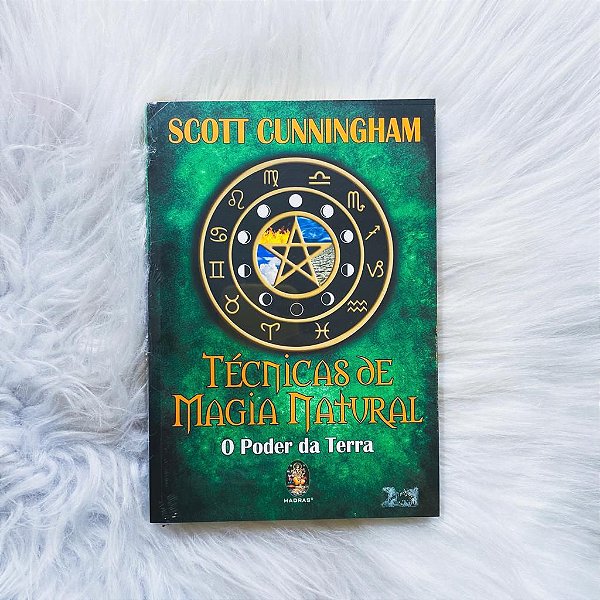 SCOTT CUNNINGHAM
TÉCNICAS DE
MAGIA NATURAL
O Poder da Terra
MADRAS®